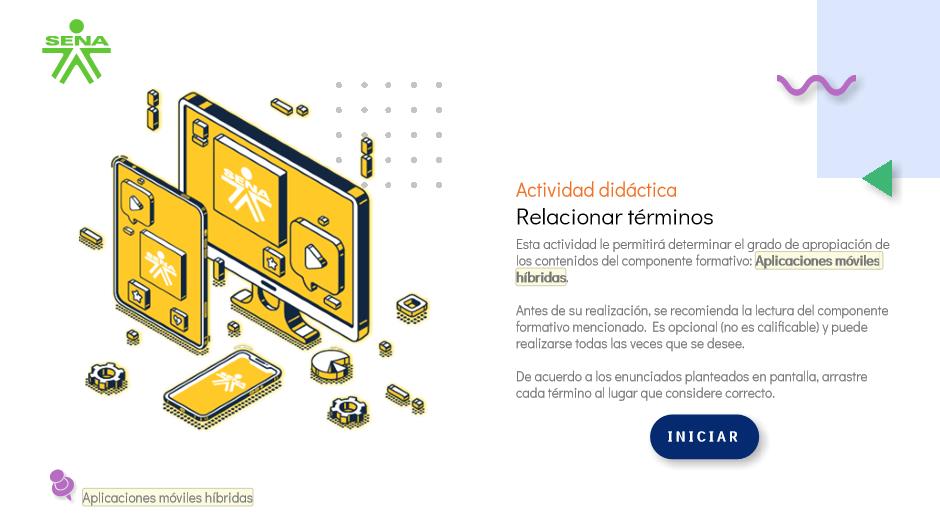 SENA
SENA
SENA
SENA
Actividad didáctica
Relacionar términos
Esta actividad le permitirá determinar el grado de apropiación de
los contenidos del componente formativo: Aplicaciones móviles
híbridas.
Antes de su realización, se recomienda la lectura del componente
formativo mencionado. Es opcional (no es calificable) y puede
realizarse todas las veces que se desee.
De acuerdo a los enunciados planteados en pantalla, arrastre
cada término al lugar que considere correcto.
INICIAR
Aplicaciones móviles híbridas